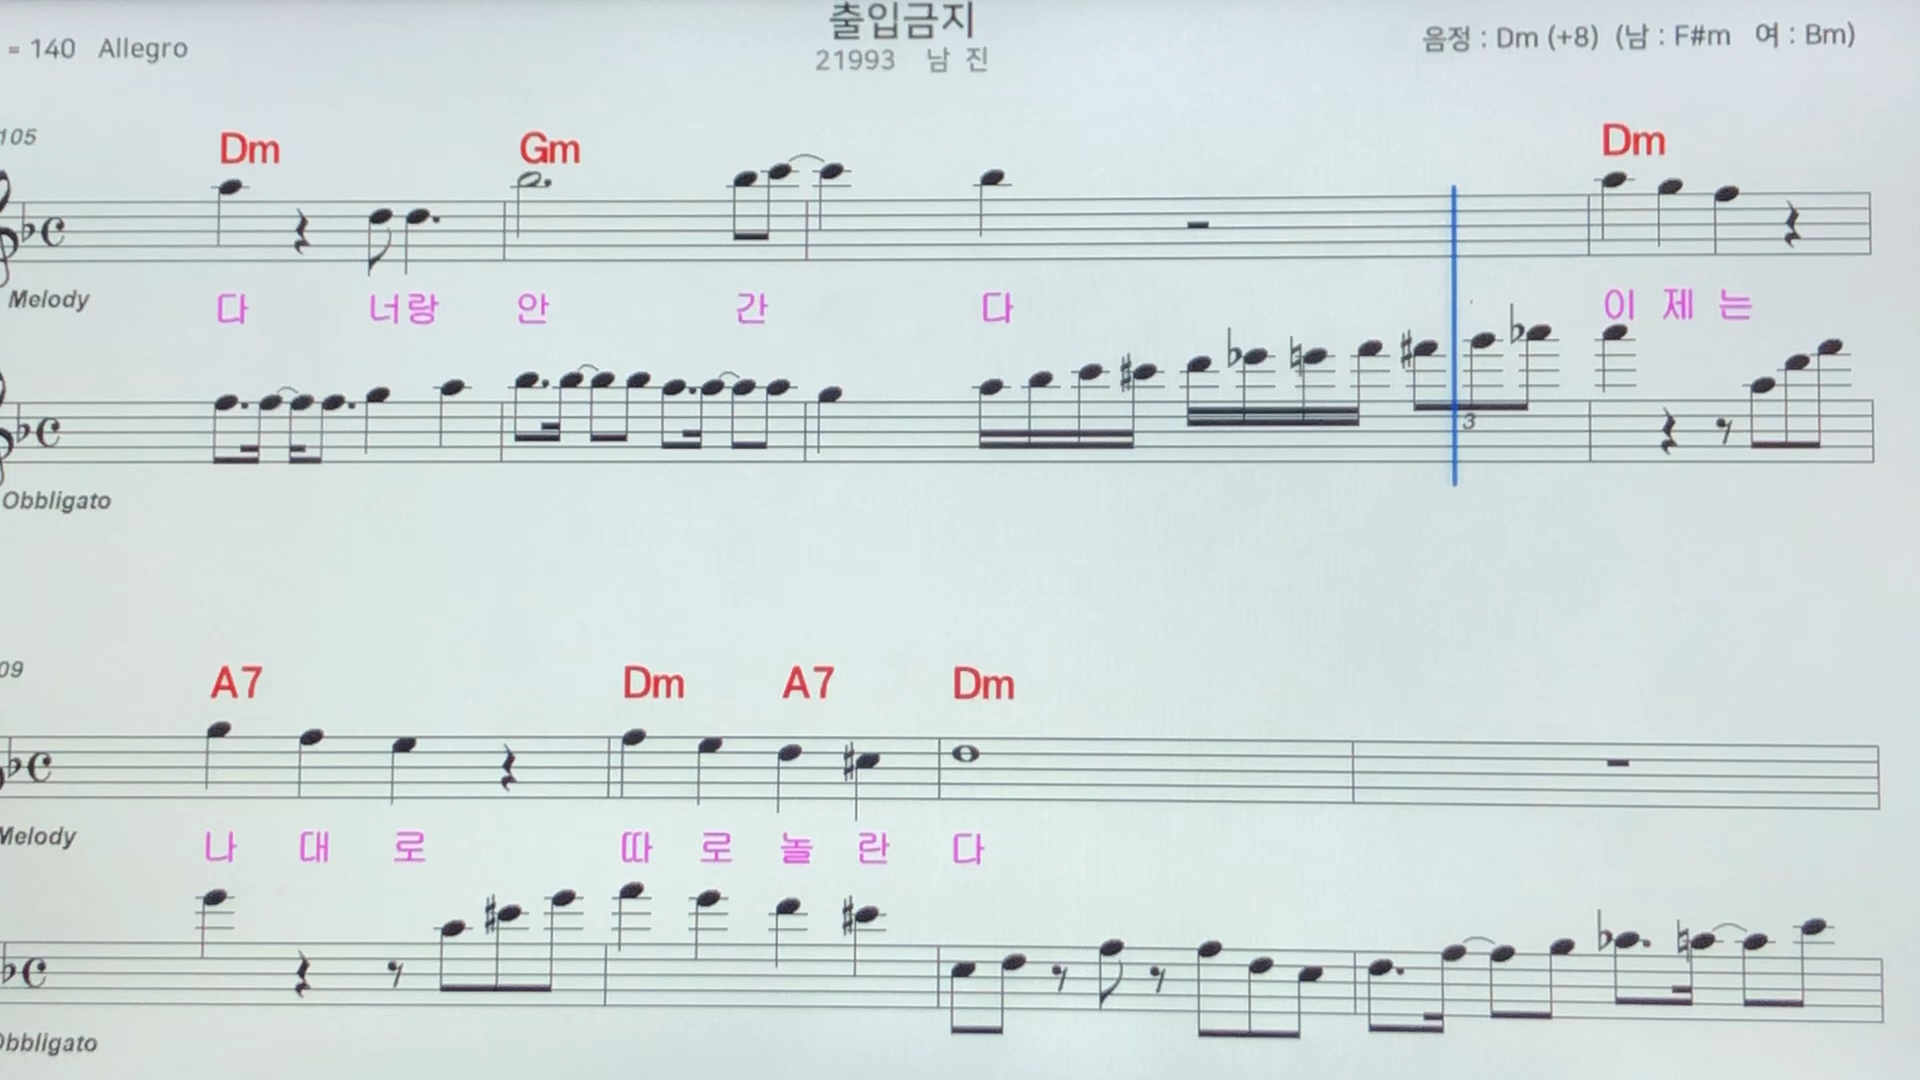 출입금지
= 140 Allegro
21993 남 진
음정 : Dm (+8) (남 : F#m 여 : Bm)
105
Dm Gm Dm
Melody
다 너랑 안 간 다 이 제 는
3
Obbligato
09
A7 Dm A7 Dm
Melody
나 대 로 따 로 놀 란 다
Obbligato